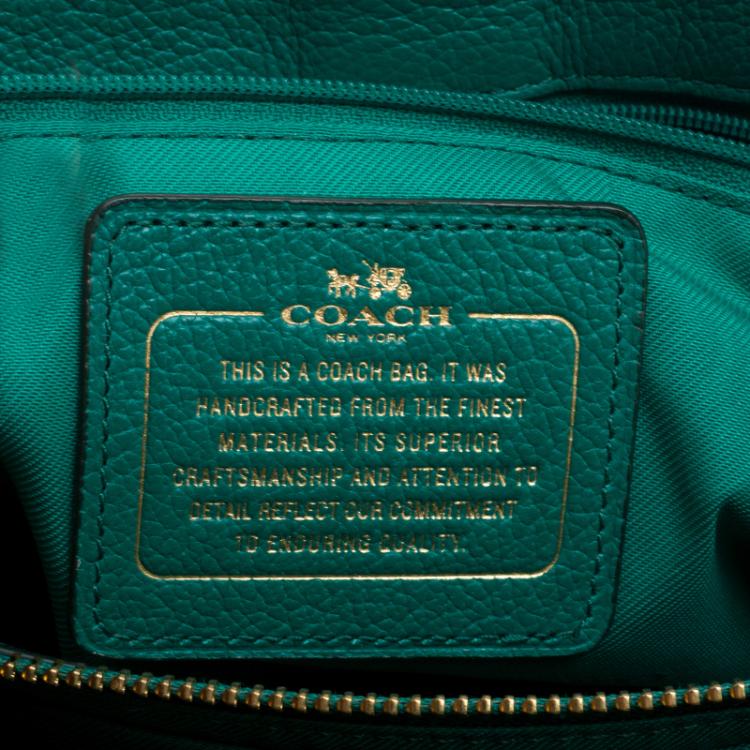 COACH
NEW YORK
THIS IS A COACH BAG. IT WAS
HANDCRAFTED FROM THE FINEST
MATERIALS. ITS SUPERIOR
CRAFTSMANSHIP AND ATTENTION TO
DETAIL REFLECT OUR COMMITMENT
TO ENDURING QUALITY.